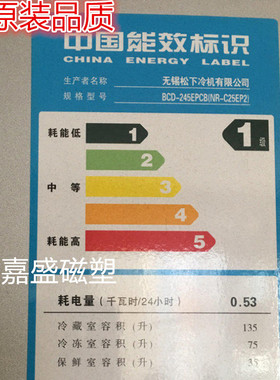 原装品质
中国能效标识
CHINA ENERGY LABEL
生产者名称 无锡松下冷机有限公司
规格型号 BCD-245EPCB(NR-C25EP2)
耗能低 1 1级
2
中等 3
4
耗能高 5
嘉盛磁塑
耗电量（千瓦时/24小时） 0.53
冷藏室容积（升） 135
冷冻室容积（升） 75
保鲜室容积（升） 35